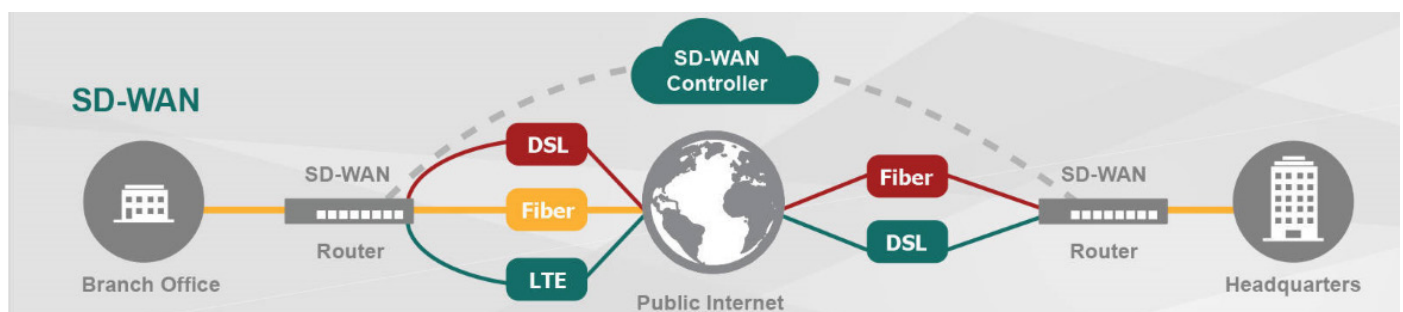 SD-WAN
Controller
SD-WAN
SD-WAN
Router
Branch Office
DSL
Fiber
LTE
Public Internet
Fiber
DSL
SD-WAN
Router
Headquarters